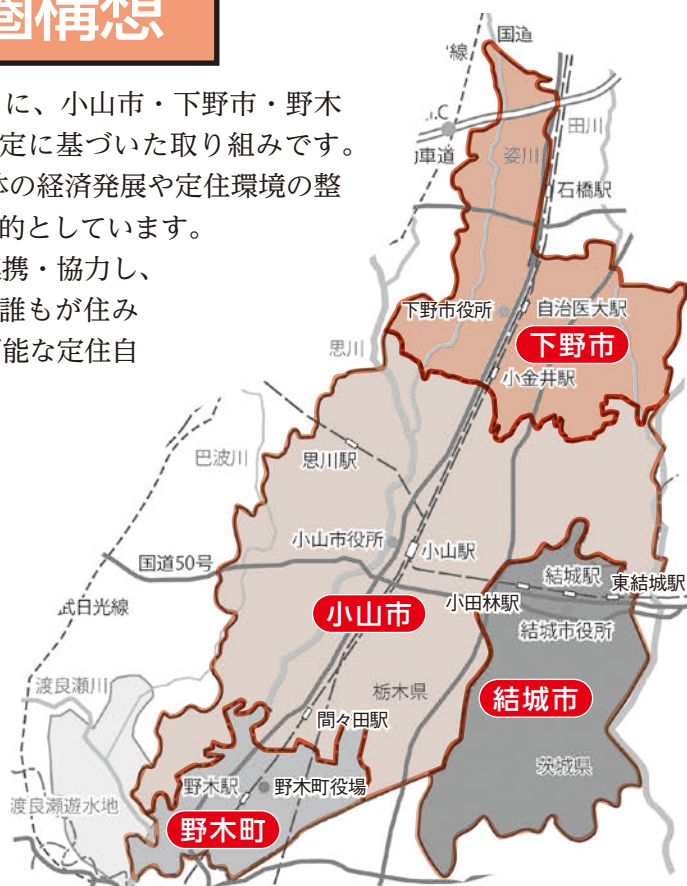 圏構想
に、小山市・下野市・野木
定に基づいた取り組みです。
体の経済発展や定住環境の整
的としています。
連携・協力し、
誰もが住み
可能な定住自
国道
線
I.C
車道
田川
姿川
石橋駅
下野市役所
自治医大駅
下野市
小金井駅
思川
巴波川
思川駅
小山市役所
小山駅
国道50号
結城駅
東結城駅
小田林駅
武日光線
小山市
結城市役所
渡良瀬川
栃木県
結城市
間々田駅
茨城県
野木駅
野木町役場
渡良瀬遊水地
野木町